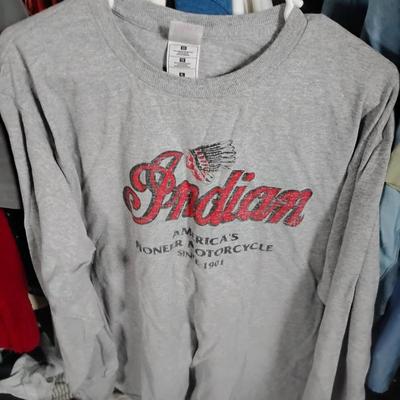 Indian
AMERICA'S
PIONEER MOTORCYCLE
SINCE 1901